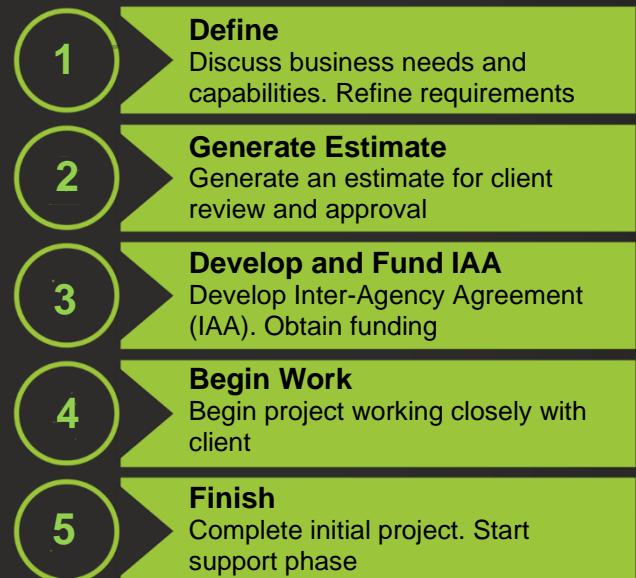 1
Define
Discuss business needs and
capabilities. Refine requirements
2
Generate Estimate
Generate an estimate for client
review and approval
3
Develop and Fund IAA
Develop Inter-Agency Agreement
(IAA). Obtain funding
4
Begin Work
Begin project working closely with
client
5
Finish
Complete initial project. Start
support phase